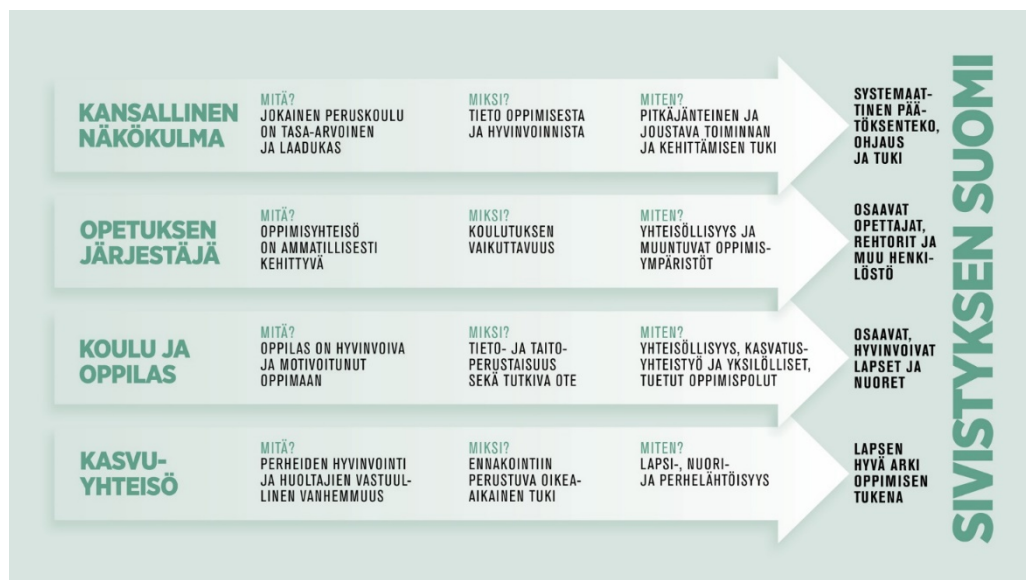 KANSALLINEN
NÄKÖKULMA
MITÄ?
JOKAINEN PERUSKOULU
ON TASA-ARVOINEN
JA LAADUKAS
MIKSI?
TIETO OPPIMISESTA
JA HYVINVOINNISTA
MITEN?
PITKÄJÄNTEINEN JA
JOUSTAVA TOIMINNAN
JA KEHITTÄMISEN TUKI
SYSTEMAAT-
TINEN PÄÄ-
TÖKSENTEKO,
OHJAUS
JA TUKI
OPETUKSEN
JÄRJESTÄJÄ
MITÄ?
OPPIMISYHTEISÖ
ON AMMATILLISESTI
KEHITTYVÄ
MIKSI?
KOULUTUKSEN
VAIKUTTAVUUS
MITEN?
YHTEISÖLLISYYS JA
MUUNTUVAT OPPIMIS-
YMPÄRISTÖT
OSAAVAT
OPETTAJAT,
REHTORIT JA
MUU HENKI-
LÖSTÖ
KOULU JA
OPPILAS
MITÄ?
OPPILAS ON HYVINVOIVA
JA MOTIVOITUNUT
OPPIMAAN
MIKSI?
TIETO- JA TAITO-
PERUSTAISUUS
SEKÄ TUTKIVA OTE
MITEN?
YHTEISÖLLISYYS, KASVATUS-
YHTEISTYÖ JA YKSILÖLLISET,
TUETUT OPPIMISPOLUT
OSAAVAT,
HYVINVOIVAT
LAPSET JA
NUORET
KASVU-
YHTEISÖ
MITÄ?
PERHEIDEN HYVINVOINTI
JA HUOLTAJIEN VASTUUL-
LINEN VANHEMMUUS
MIKSI?
ENNAKOINTIIN
PERUSTUVA OIKEA-
AIKAINEN TUKI
MITEN?
LAPSI-, NUORI-
JA PERHELÄHTÖISYYS
LAPSEN
HYVÄ ARKI
OPPIMISEN
TUKENA
SIVISTYKSEN SUOMI